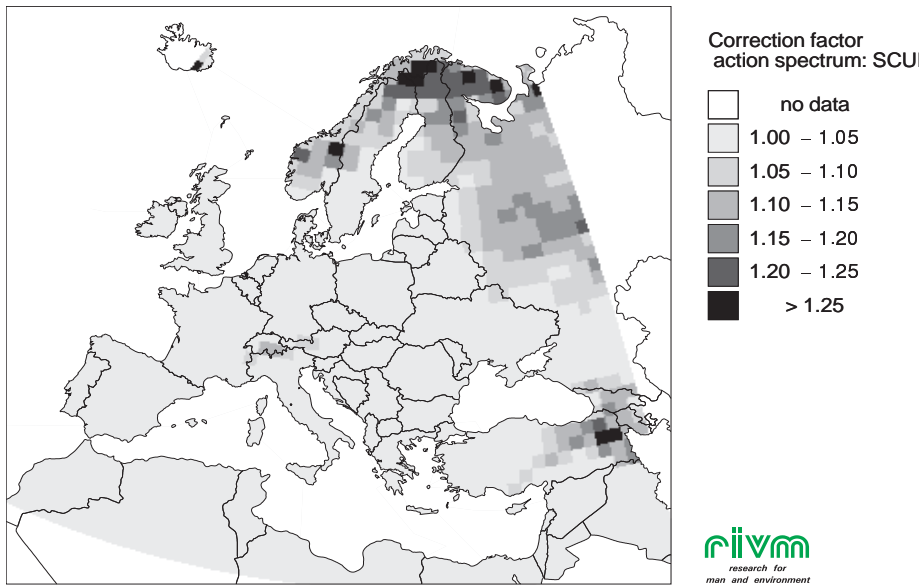 Correction factor
action spectrum: SCU
no data
1.00 – 1.05
1.05 – 1.10
1.10 – 1.15
1.15 – 1.20
1.20 – 1.25
> 1.25
rivm
research for
man and environment